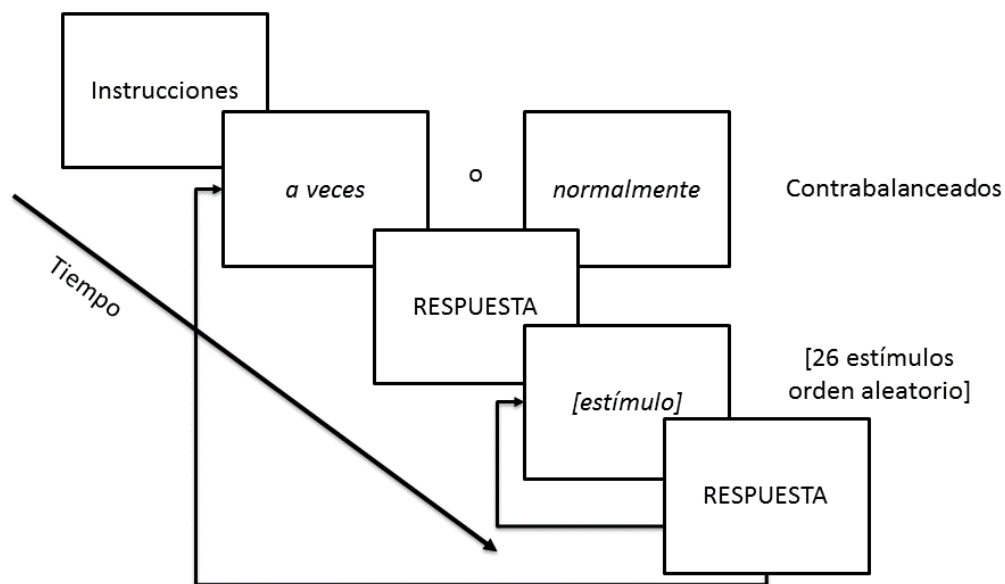 Instrucciones
a veces
o
normalmente
Contrabalanceados
Tiempo
RESPUESTA
[estímulo]
[26 estímulos
orden aleatorio]
RESPUESTA